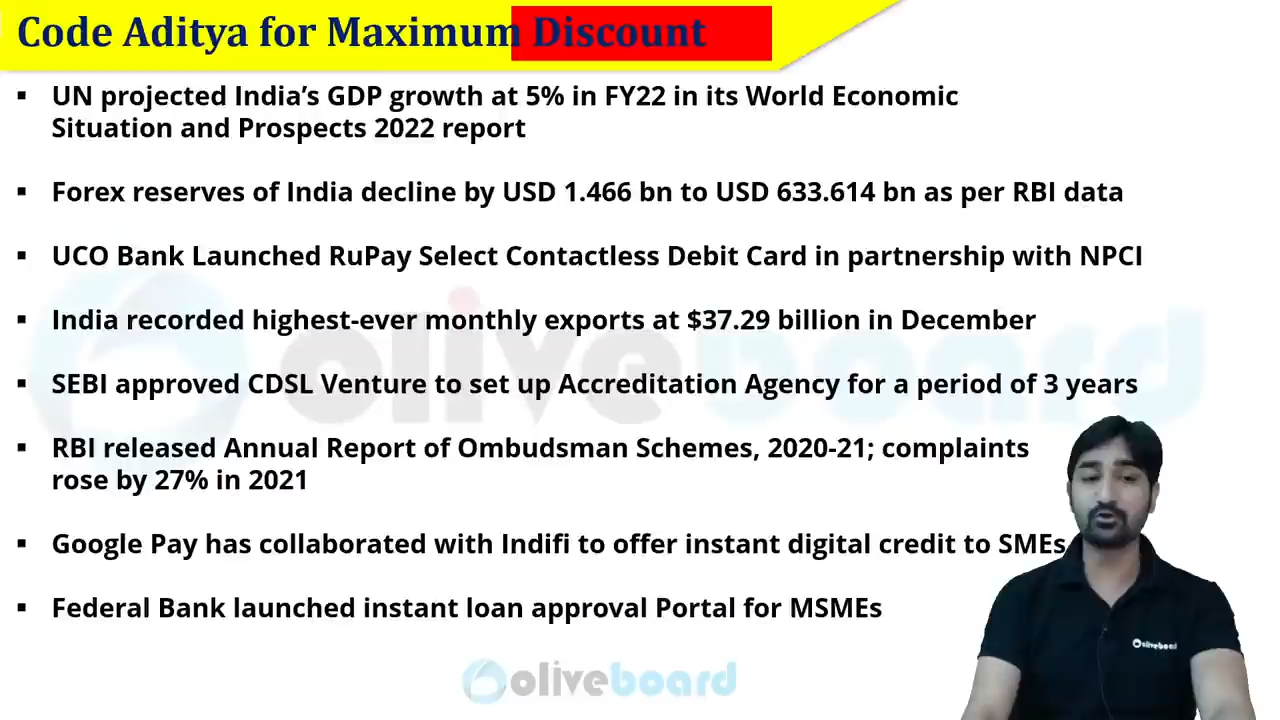 Code Aditya for Maximum Discount
▪ UN projected India’s GDP growth at 5% in FY22 in its World Economic
Situation and Prospects 2022 report
▪ Forex reserves of India decline by USD 1.466 bn to USD 633.614 bn as per RBI data
▪ UCO Bank Launched RuPay Select Contactless Debit Card in partnership with NPCI
▪ India recorded highest-ever monthly exports at $37.29 billion in December
▪ SEBI approved CDSL Venture to set up Accreditation Agency for a period of 3 years
▪ RBI released Annual Report of Ombudsman Schemes, 2020-21; complaints
rose by 27% in 2021
▪ Google Pay has collaborated with Indifi to offer instant digital credit to SMEs
▪ Federal Bank launched instant loan approval Portal for MSMEs
oliveboard
oliveboard
oliveboard